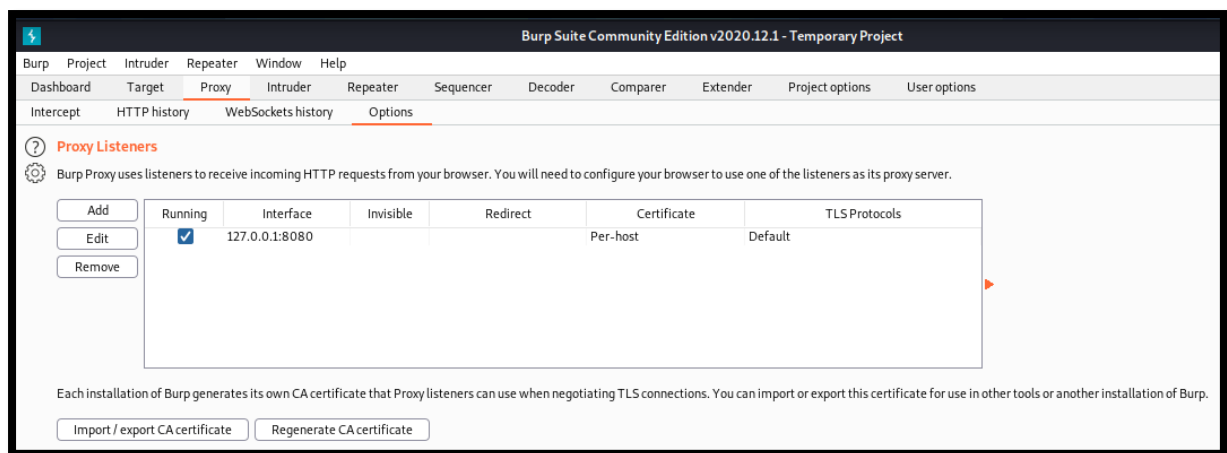 Burp Suite Community Edition v2020.12.1 - Temporary Project
Burp Project Intruder Repeater Window Help
Dashboard Target Proxy Intruder Repeater Sequencer Decoder Comparer Extender Project options User options
Intercept HTTP history WebSockets history Options
? Proxy Listeners
Burp Proxy uses listeners to receive incoming HTTP requests from your browser. You will need to configure your browser to use one of the listeners as its proxy server.
Add Running Interface Invisible Redirect Certificate TLS Protocols
Edit 127.0.0.1:8080 Per-host Default
Remove
Each installation of Burp generates its own CA certificate that Proxy listeners can use when negotiating TLS connections. You can import or export this certificate for use in other tools or another installation of Burp.
Import / export CA certificate Regenerate CA certificate